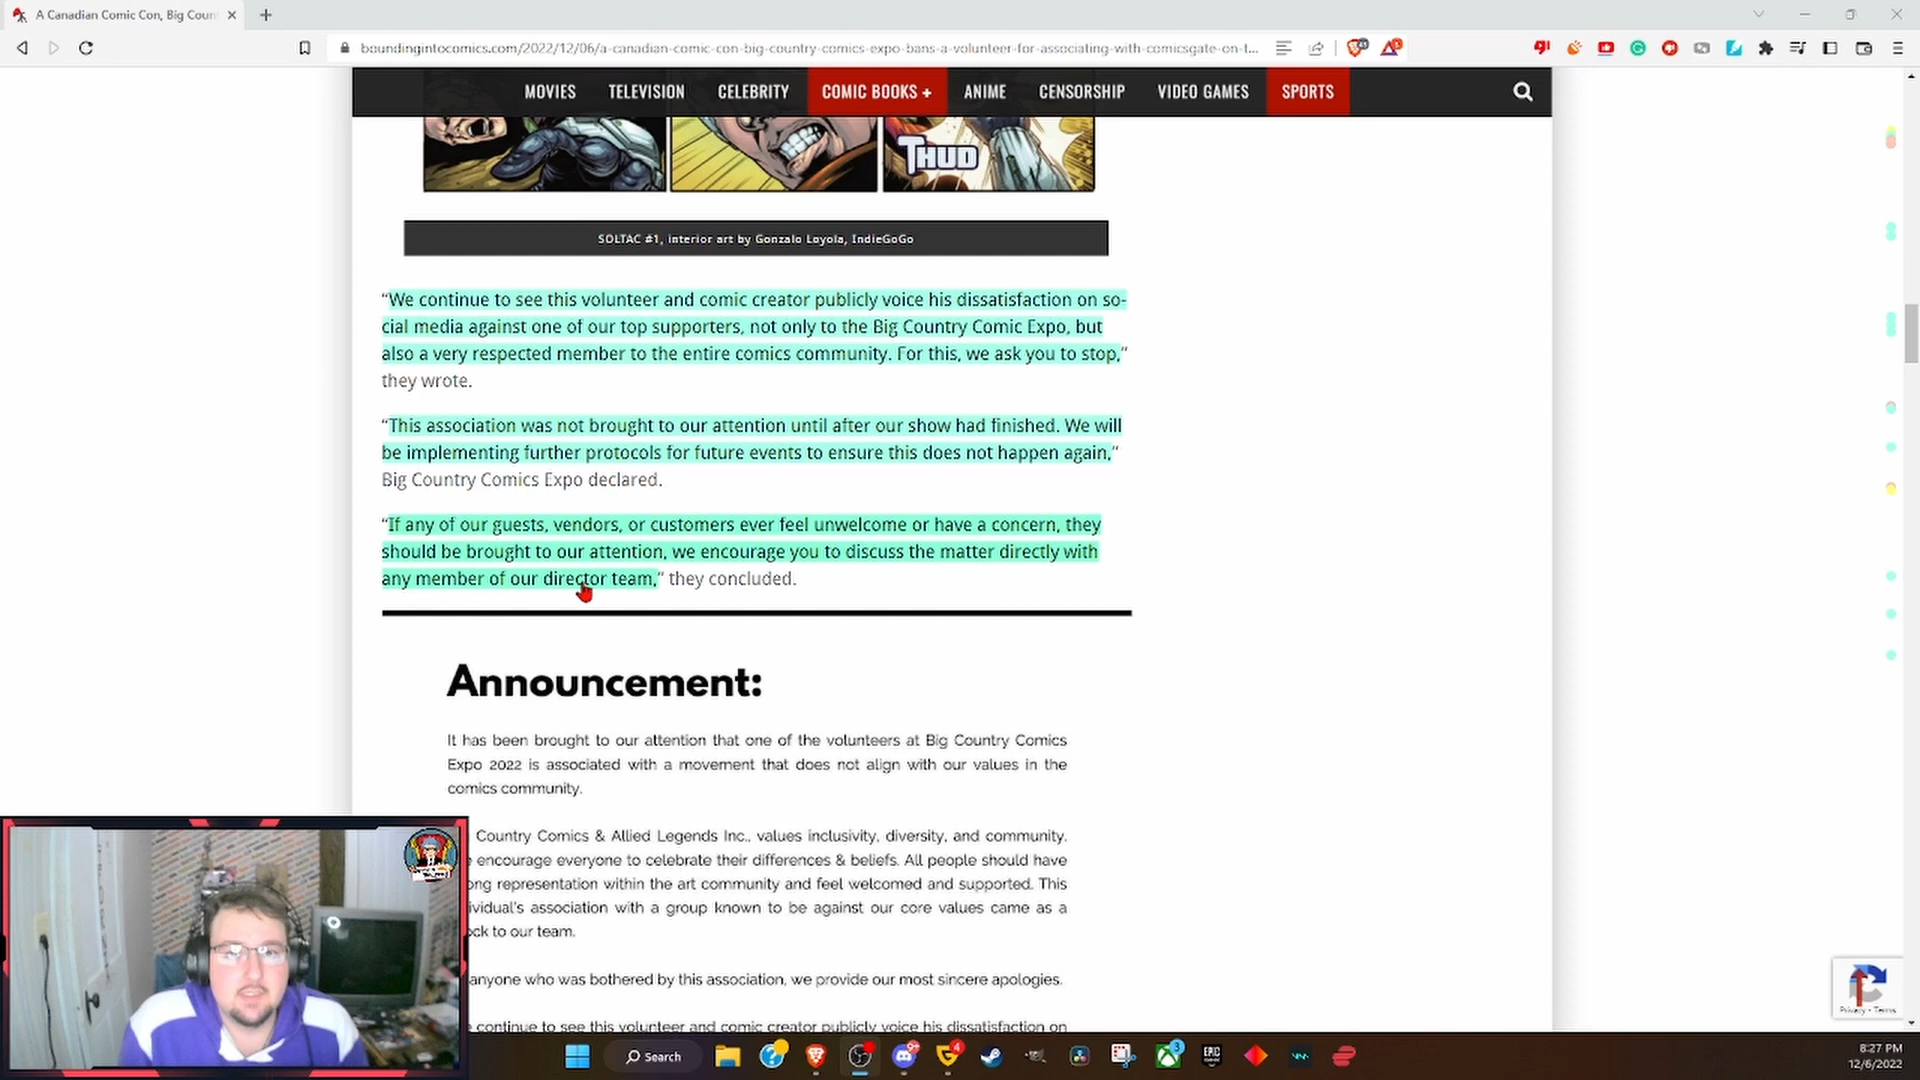 A Canadian Comic Con, Big Coun
boundingintocomics.com/2022/12/06/a-canadian-comic-con-big-country-comics-expo-bans-a-volunteer-for-associating-with-comicsgate-on-t...
MOVIES TELEVISION CELEBRITY COMIC BOOKS + ANIME CENSORSHIP VIDEO GAMES SPORTS
THUD
SOLTAC #1, interior art by Gonzalo Loyola, IndieGoGo
“We continue to see this volunteer and comic creator publicly voice his dissatisfaction on so-
cial media against one of our top supporters, not only to the Big Country Comic Expo, but
also a very respected member to the entire comics community. For this, we ask you to stop,”
they wrote.
“This association was not brought to our attention until after our show had finished. We will
be implementing further protocols for future events to ensure this does not happen again,”
Big Country Comics Expo declared.
“If any of our guests, vendors, or customers ever feel unwelcome or have a concern, they
should be brought to our attention, we encourage you to discuss the matter directly with
any member of our director team,” they concluded.
Announcement:
It has been brought to our attention that one of the volunteers at Big Country Comics
Expo 2022 is associated with a movement that does not align with our values in the
comics community.
Country Comics & Allied Legends Inc., values inclusivity, diversity, and community.
encourage everyone to celebrate their differences & beliefs. All people should have
ong representation within the art community and feel welcomed and supported. This
ividual's association with a group known to be against our core values came as a
ck to our team.
anyone who was bothered by this association, we provide our most sincere apologies.
continue to see this volunteer and comic creator publicly voice his dissatisfaction on
Privacy - Terms
Search
8:27 PM
12/6/2022